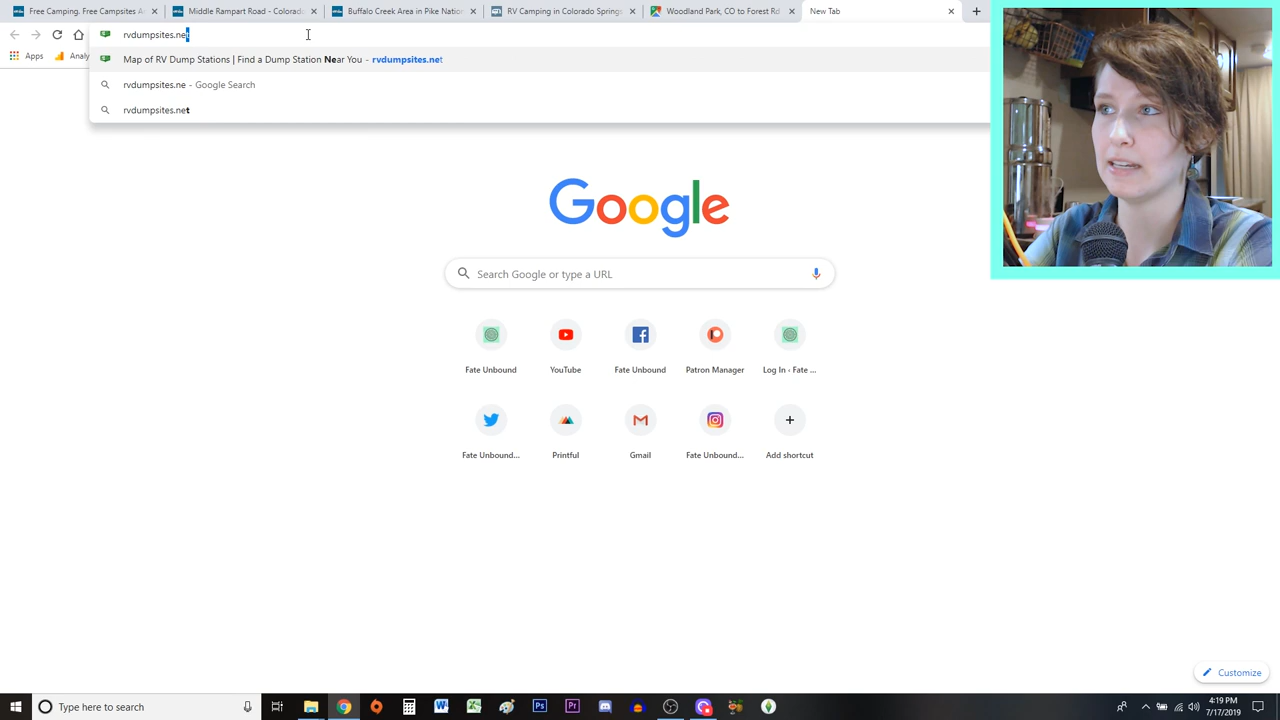 Free Camping, Free Campsites A
Middle Rampart Road - Colorado
Buffalo Creek Area in Pike Nation
RV Camping in Colorado Springs
Woodland Park, CO to Forest Rd
New Tab
rvdumpsites.net
Apps
Analy
Map of RV Dump Stations | Find a Dump Station Near You - rvdumpsites.net
rvdumpsites.ne - Google Search
rvdumpsites.net
Google
Search Google or type a URL
Fate Unbound
YouTube
Fate Unbound
Patron Manager
Log In ‹ Fate ...
Fate Unbound...
Printful
Gmail
Fate Unbound...
Add shortcut
Customize
Type here to search
4:19 PM
7/17/2019